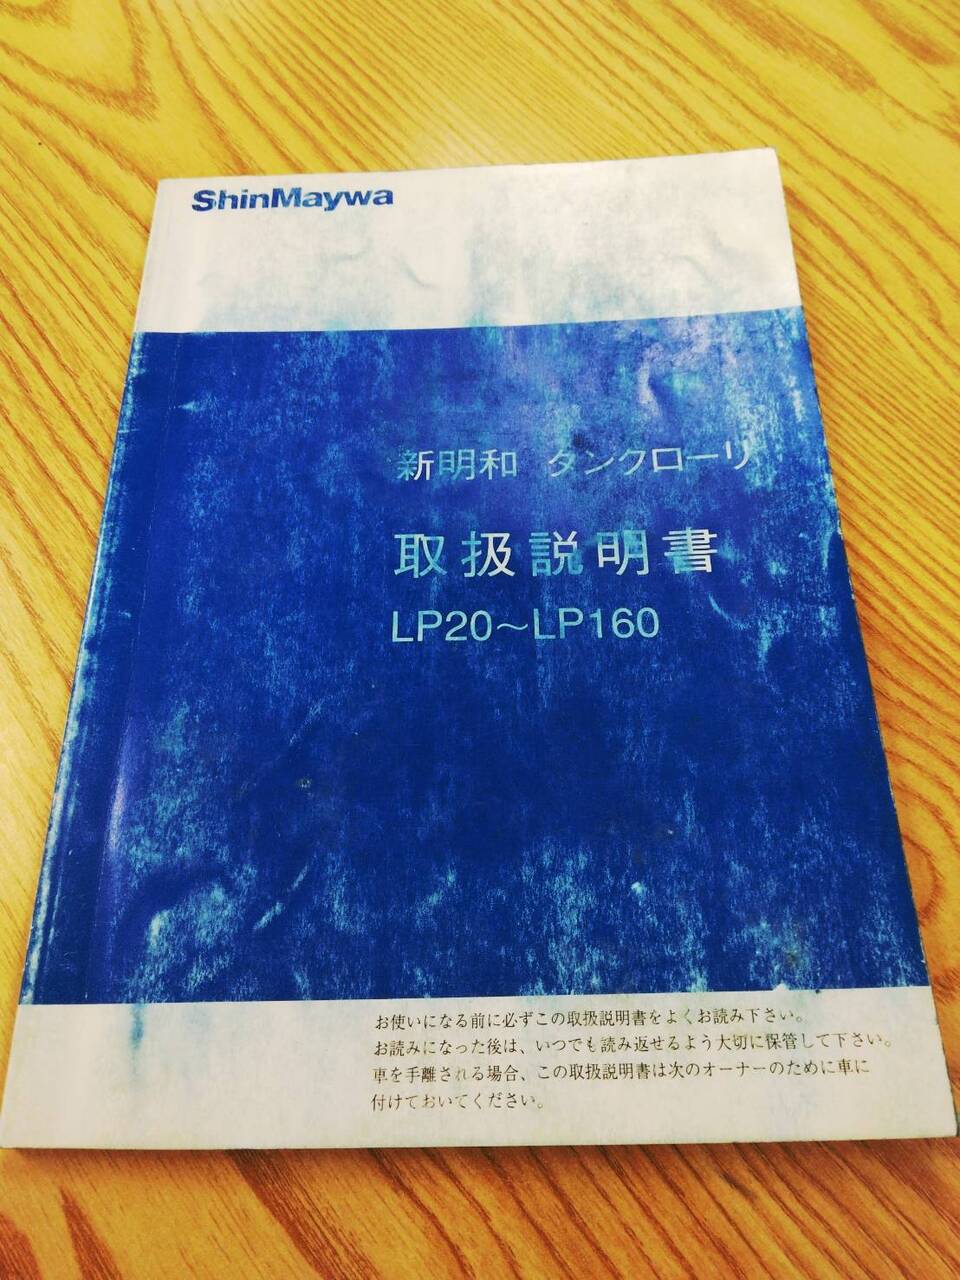 ShinMaywa
新明和 タンクローリ
取扱説明書
LP20～LP160
お使いになる前に必ずこの取扱説明書をよくお読み下さい。
お読みになった後は、いつでも読み返せるよう大切に保管して下さい。
車を手離される場合、この取扱説明書は次のオーナーのために車に
付けておいてください。